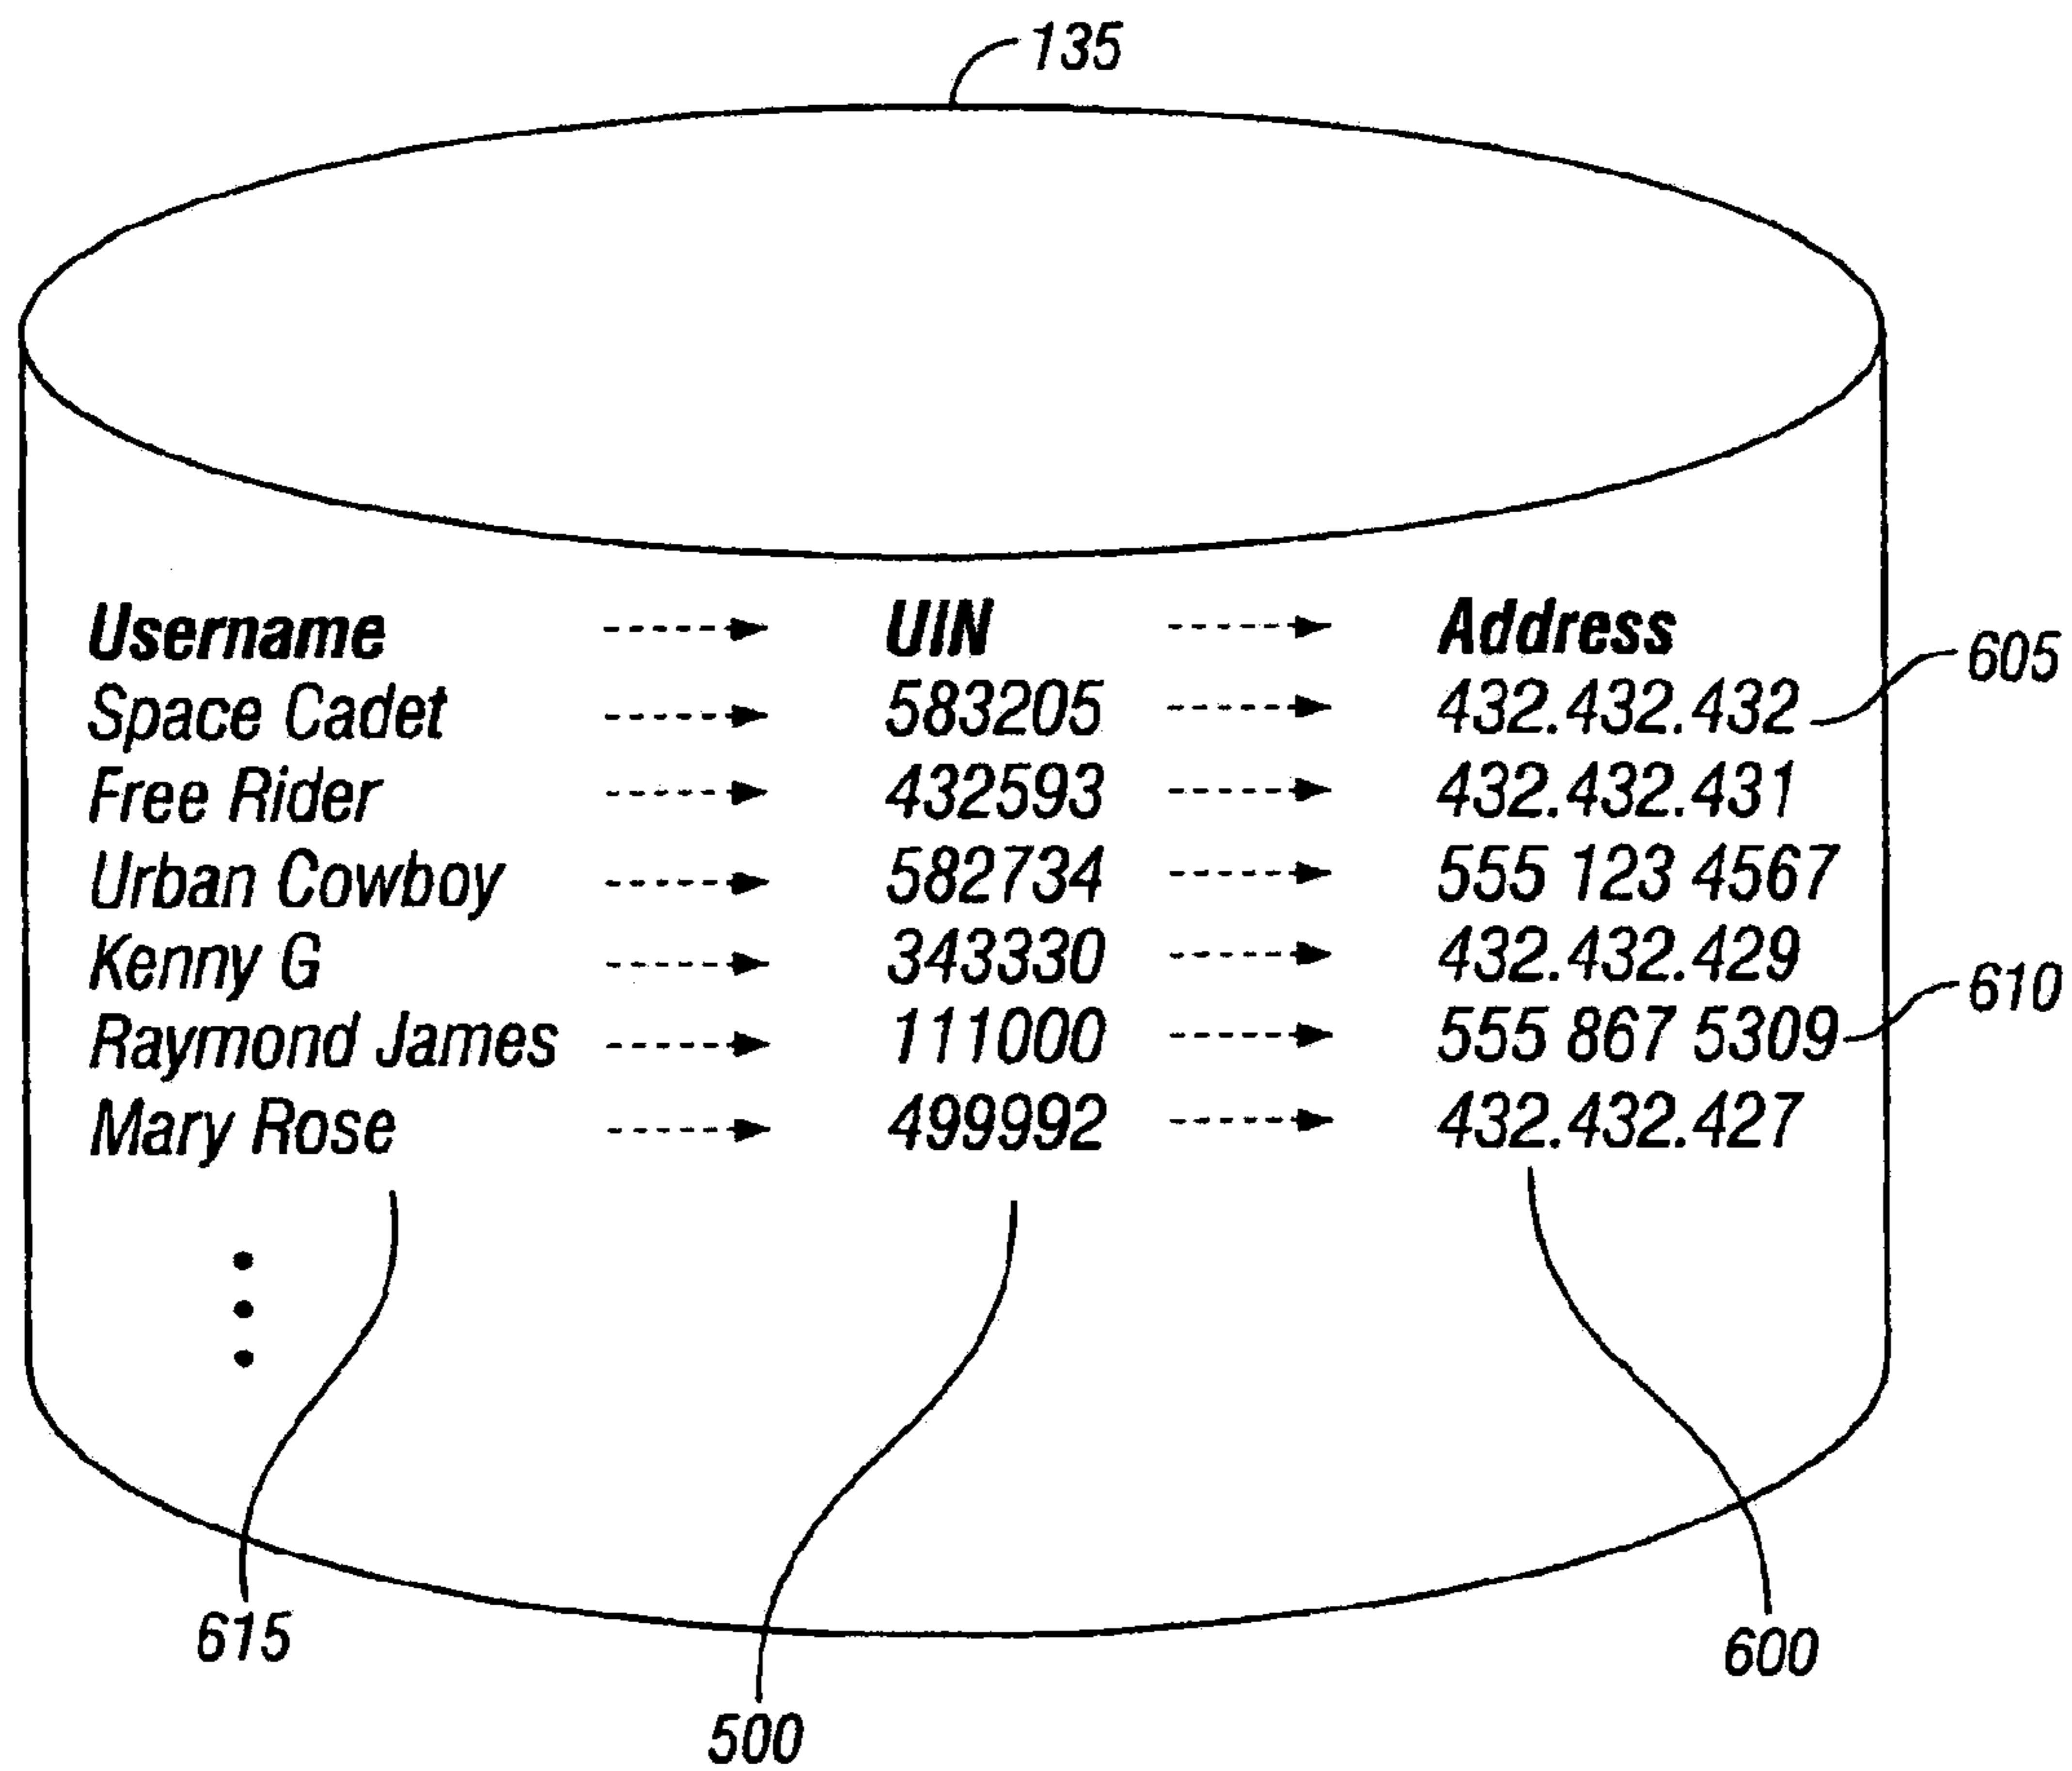 135
Username UIN Address
605
Space Cadet 583205 432.432.432
Free Rider 432593 432.432.431
Urban Cowboy 582734 555 123 4567
Kenny G 343330 432.432.429
610
Raymond James 111000 555 867 5309
Mary Rose 499992 432.432.427
615
600
500